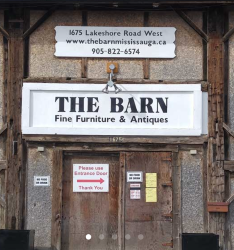 1675 Lakeshore Road West
www.thebarnmississauga.ca
905-822-6574
THE BARN
Fine Furniture & Antiques
1675
Please use
Entrance Door
Thank You